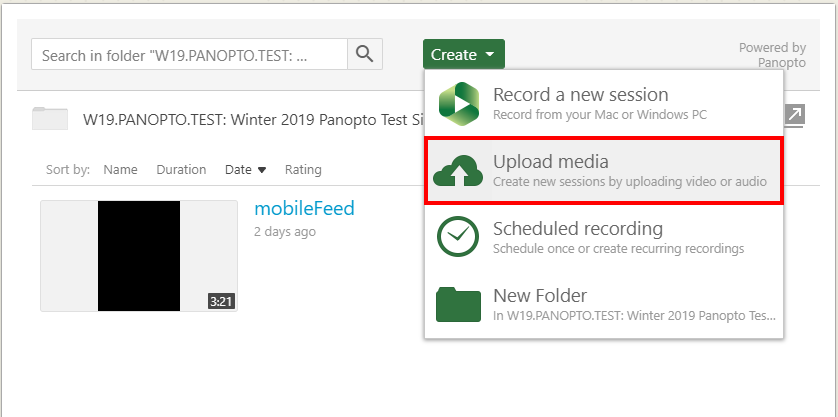 Search in folder "W19.PANOPTO.TEST: ...
Create
Powered by
Panopto
Record a new session
Record from your Mac or Windows PC
W19.PANOPTO.TEST: Winter 2019 Panopto Test Si
Upload media
Create new sessions by uploading video or audio
Sort by: Name Duration Date Rating
mobileFeed
2 days ago
3:21
Scheduled recording
Schedule once or create recurring recordings
New Folder
In W19.PANOPTO.TEST: Winter 2019 Panopto Tes...